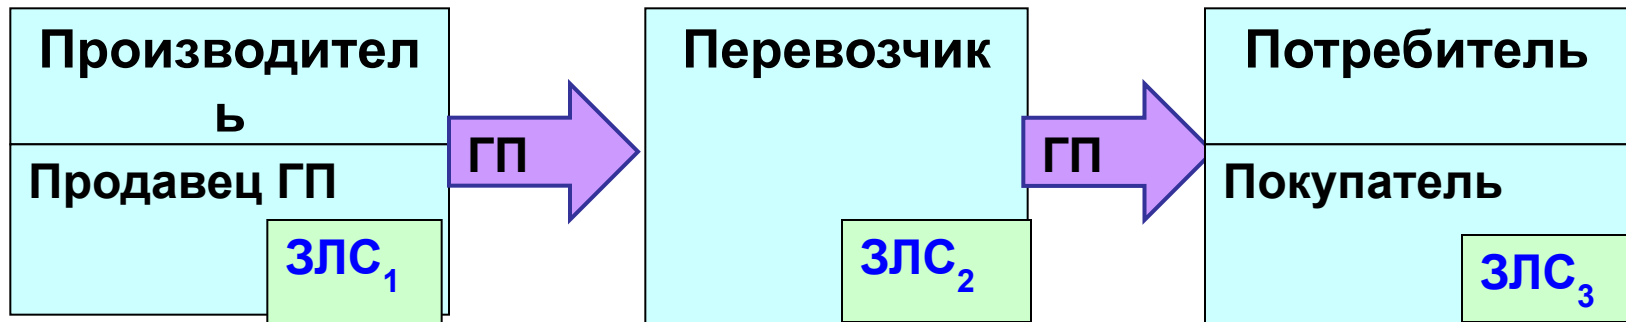 Производител
ь
Продавец ГП
ЗЛС1
ГП
Перевозчик
ЗЛС2
ГП
Потребитель
Покупатель
ЗЛС3